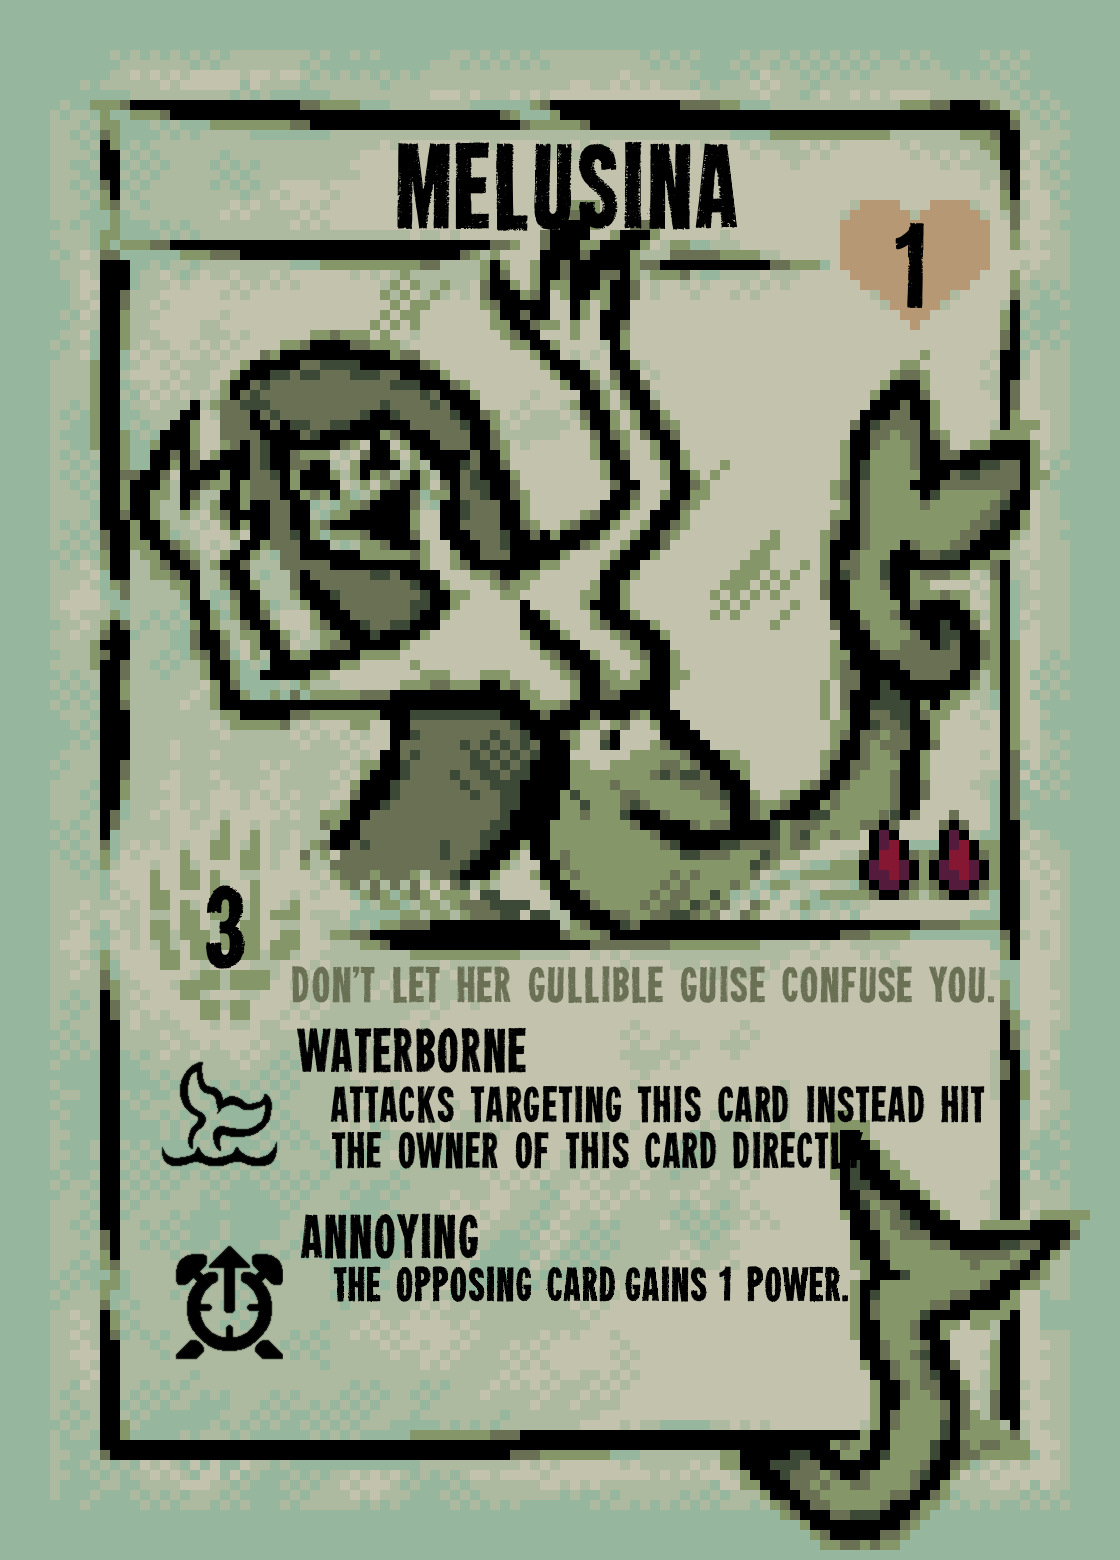 MELUSINA
1
3
DON'T LET HER GULLIBLE GUISE CONFUSE YOU.
WATERBORNE
ATTACKS TARGETING THIS CARD INSTEAD HIT
THE OWNER OF THIS CARD DIRECTLY
ANNOYING
THE OPPOSING CARD GAINS 1 POWER.